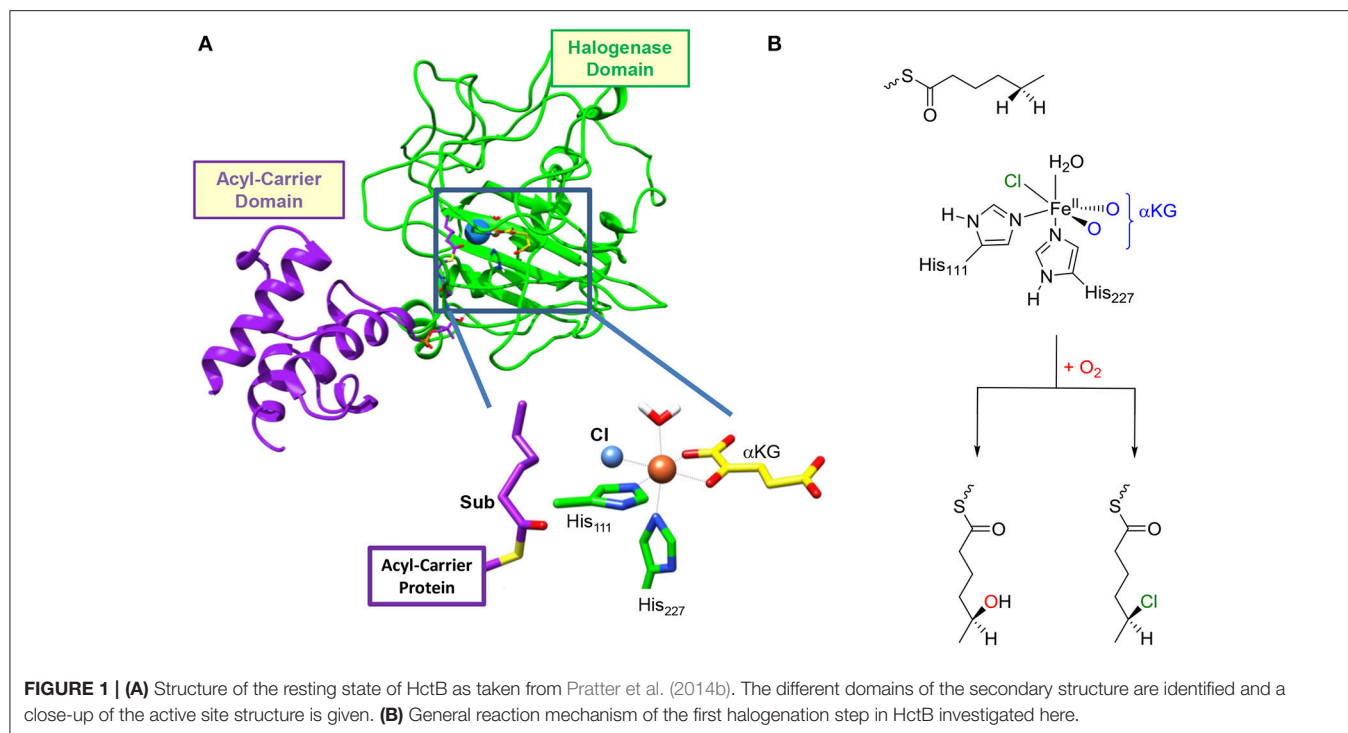 A
Halogenase
Domain
Acyl-Carrier
Domain
Cl
αKG
Sub
His111
His227
Acyl-Carrier
Protein
B
S
O
H H
H2O
Cl
FeII
O
O
αKG
N
H
N
His111
N
N
H
His227
+ O2
S
O
OH
H
S
O
Cl
H
FIGURE 1 | (A) Structure of the resting state of HctB as taken from Pratter et al. (2014b). The different domains of the secondary structure are identified and a
close-up of the active site structure is given. (B) General reaction mechanism of the first halogenation step in HctB investigated here.